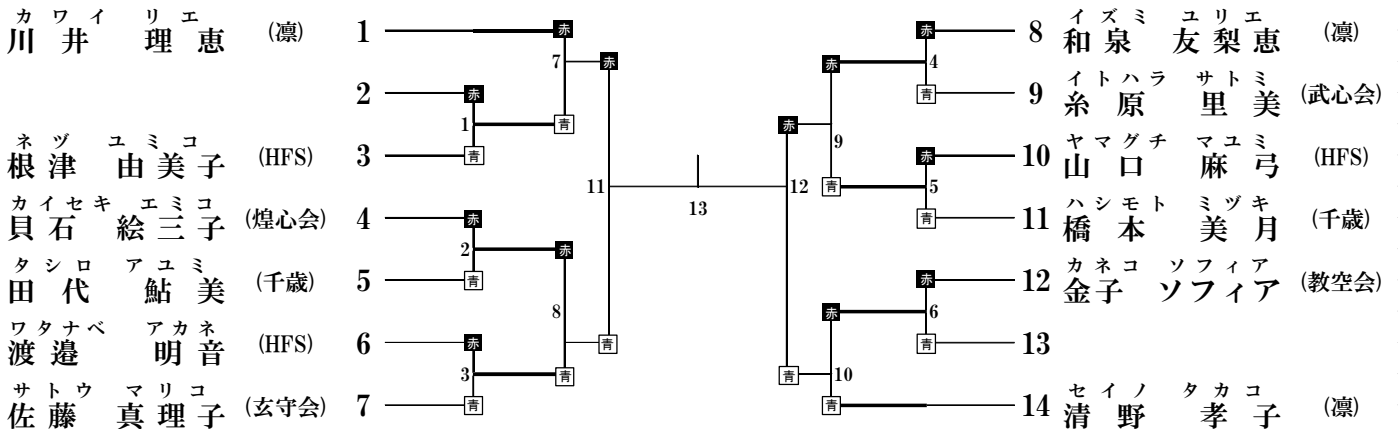 カワイ リエ
川井 理恵 (凛) 1
2
ネヅ ユミコ
根津 由美子 (HFS) 3
カイセキ エミコ
貝石 絵三子 (煌心会) 4
タシロ アユミ
田代 鮎美 (千歳) 5
ワタナベ アカネ
渡邉 明音 (HFS) 6
サトウ マリコ
佐藤 真理子 (玄守会) 7
赤
7
赤
赤
1
青
青
11
赤
2
赤
青
8
青
赤
3
青
青
13
赤
赤
4
青
赤
9
12
赤
青
5
青
赤
赤
6
青
青
10
青
イズミ ユリエ
8 和泉 友梨恵 (凛)
イトハラ サトミ
9 糸原 里美 (武心会)
ヤマグチ マユミ
10 山口 麻弓 (HFS)
ハシモト ミヅキ
11 橋本 美月 (千歳)
カネコ ソフィア
12 金子 ソフィア (教空会)
13
セイノ タカコ
14 清野 孝子 (凛)